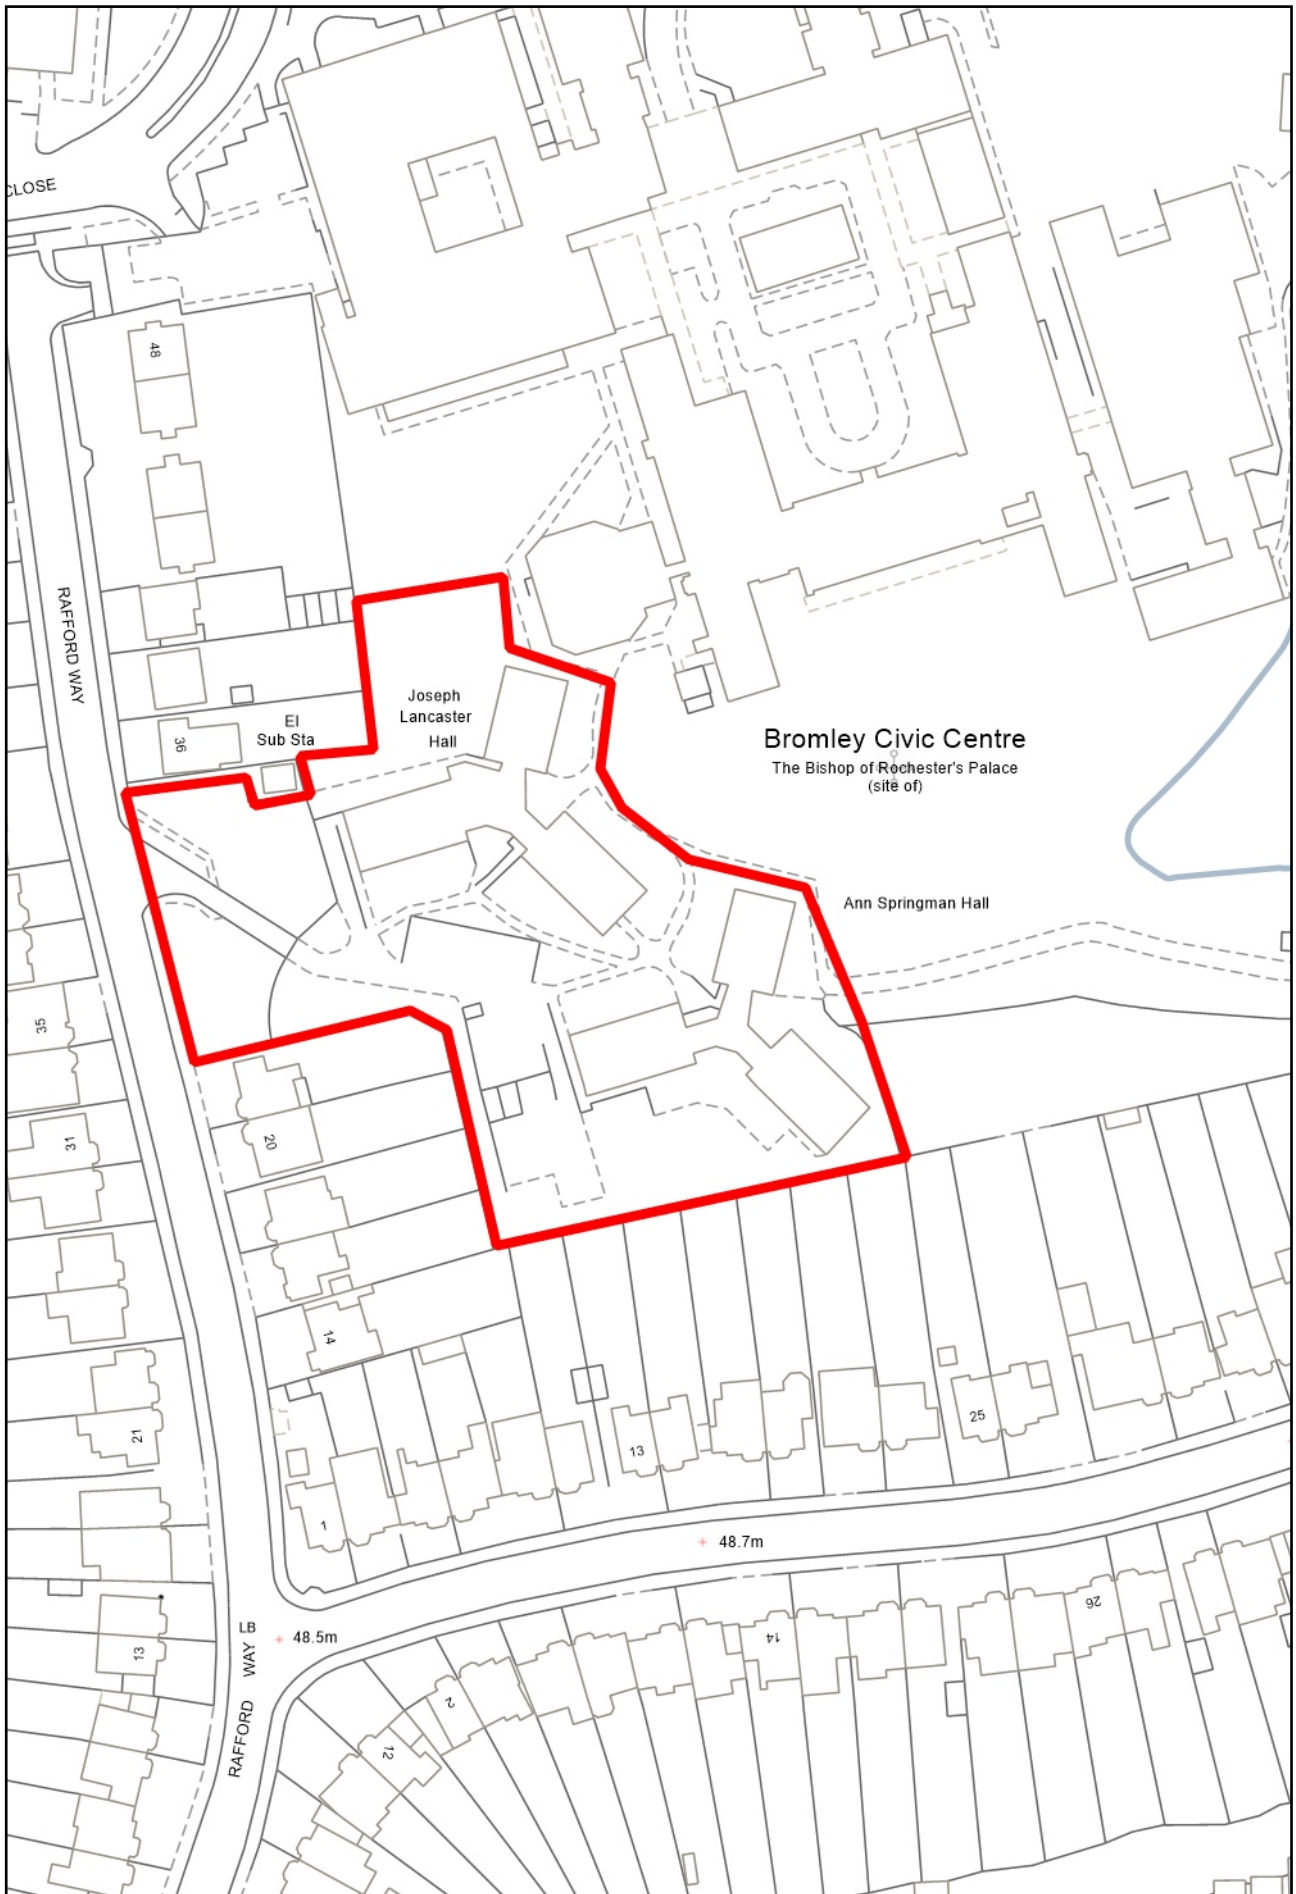 CLOSE
48
RAFFORD WAY
36
El
Sub Sta
Joseph
Lancaster
Hall
Bromley Civic Centre
The Bishop of Rochester's Palace
(site of)
Ann Springman Hall
35
31
20
14
21
13
25
1
48.7m
LB
48.5m
RAFFORD WAY
13
2
12
14
26